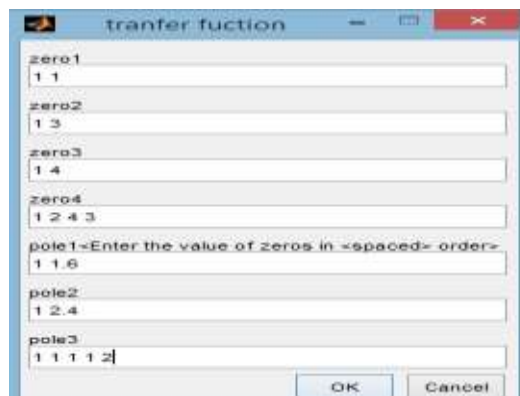 tranfer fuction
zero1
1 1
zero2
1 3
zero3
1 4
zero4
1 2 4 3
pole1<Enter the value of zeros in <spaced> order>
1 1.6
pole2
1 2.4
pole3
1 1 1 1 2
OK Cancel